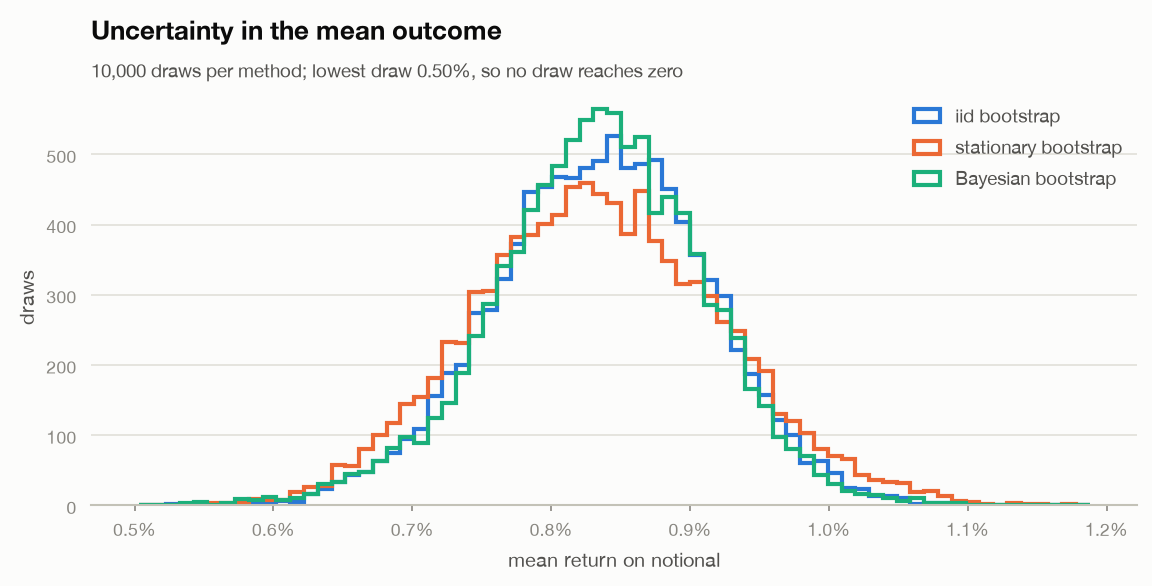 Uncertainty in the mean outcome
10,000 draws per method; lowest draw 0.50%, so no draw reaches zero
iid bootstrap
stationary bootstrap
Bayesian bootstrap
draws
500
400
300
200
100
0
0.5% 0.6% 0.7% 0.8% 0.9% 1.0% 1.1% 1.2%
mean return on notional